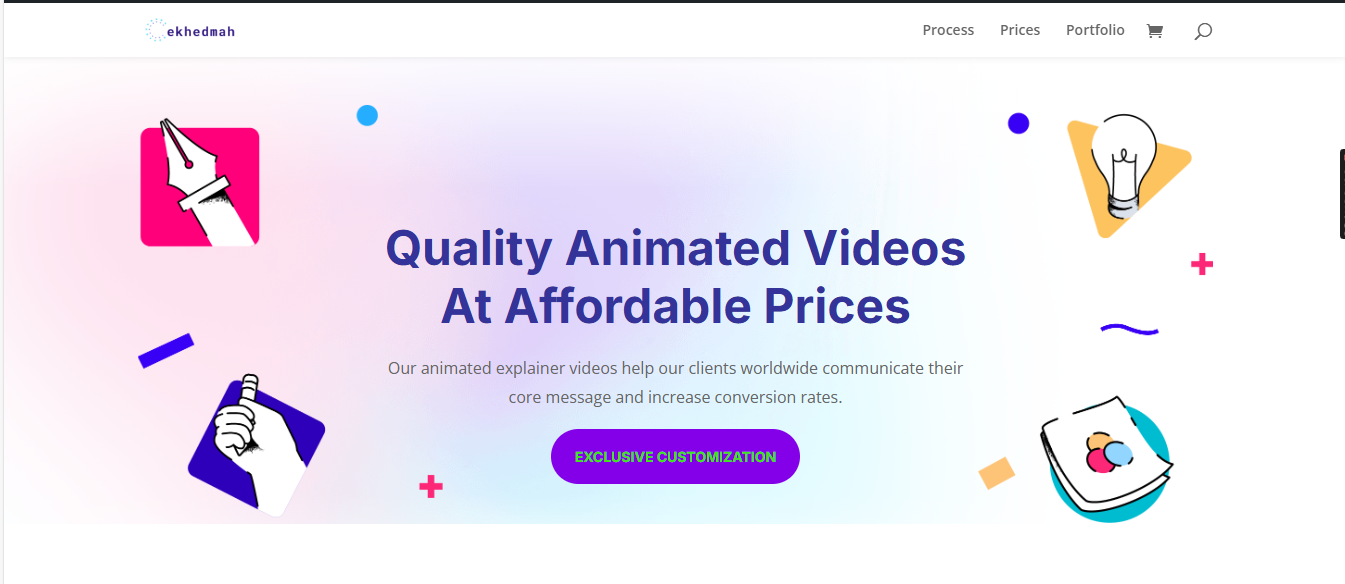 ekhedmah
Process Prices Portfolio
Quality Animated Videos
At Affordable Prices
Our animated explainer videos help our clients worldwide communicate their
core message and increase conversion rates.
EXCLUSIVE CUSTOMIZATION